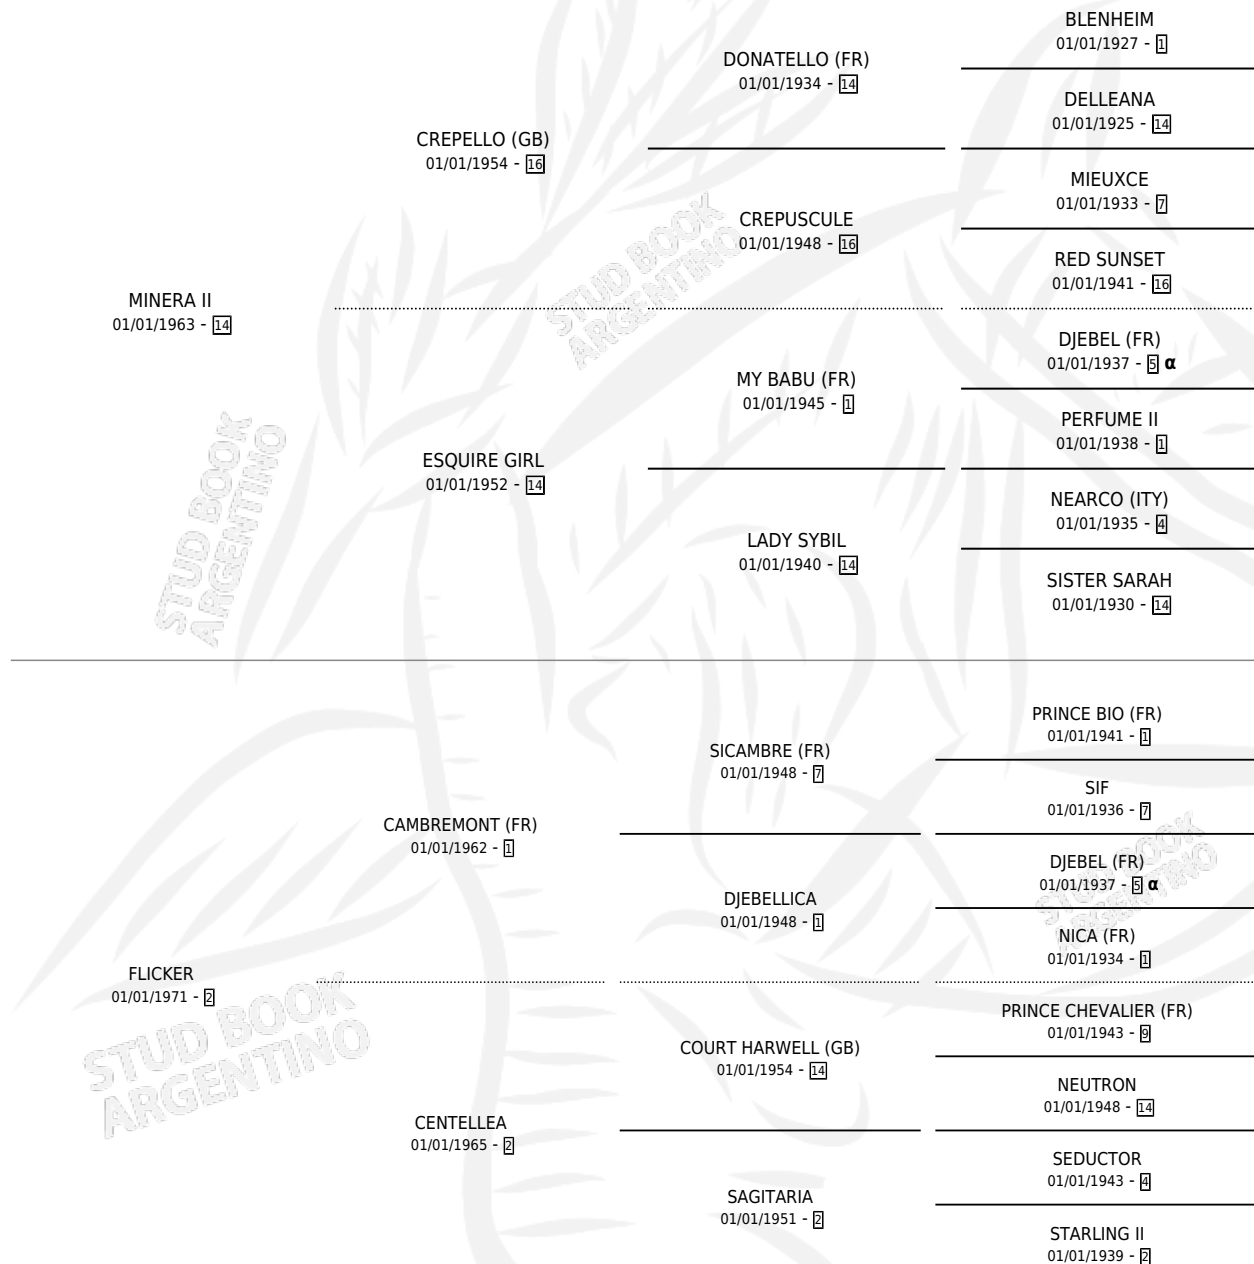 BLENHEIM
01/01/1927 - 1
DONATELLO (FR)
01/01/1934 - 14
DELLEANA
01/01/1925 - 14
CREPELLO (GB)
01/01/1954 - 16
MIEUXCE
01/01/1933 - 7
CREPUSCULE
01/01/1948 - 16
RED SUNSET
01/01/1941 - 16
MINERA II
01/01/1963 - 14
DJEBEL (FR)
01/01/1937 - 5 α
MY BABU (FR)
01/01/1945 - 1
PERFUME II
01/01/1938 - 1
ESQUIRE GIRL
01/01/1952 - 14
NEARCO (ITY)
01/01/1935 - 4
LADY SYBIL
01/01/1940 - 14
SISTER SARAH
01/01/1930 - 14
PRINCE BIO (FR)
01/01/1941 - 1
SICAMBRE (FR)
01/01/1948 - 7
SIF
01/01/1936 - 7
CAMBREMONT (FR)
01/01/1962 - 1
DJEBEL (FR)
01/01/1937 - 5 α
DJEBELLICA
01/01/1948 - 1
NICA (FR)
01/01/1934 - 1
FLICKER
01/01/1971 - 2
PRINCE CHEVALIER (FR)
01/01/1943 - 9
COURT HARWELL (GB)
01/01/1954 - 14
NEUTRON
01/01/1948 - 14
CENTELLEA
01/01/1965 - 2
SEDUCTOR
01/01/1943 - 4
SAGITARIA
01/01/1951 - 2
STARLING II
01/01/1939 - 2
STUD BOOK
ARGENTINO
STUD BOOK
ARGENTINO
STUD BOOK
ARGENTINO
STUD BOOK
ARGENTINO